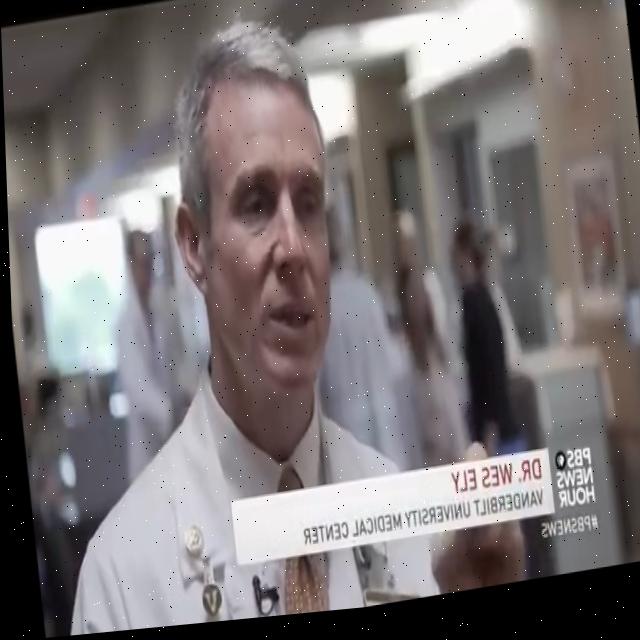 DR. WES ELY
VANDERBILT UNIVERSITY MEDICAL CENTER
PBS
NEWS
HOUR
#PBSNEWS